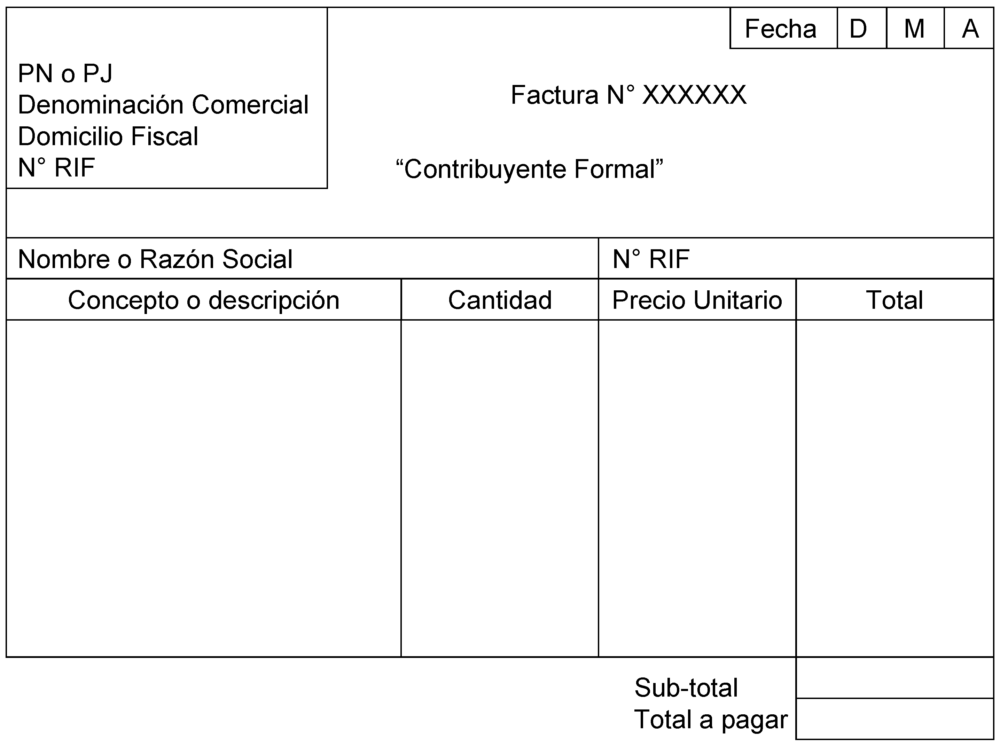 Fecha D M A
PN o PJ
Denominación Comercial
Domicilio Fiscal
N° RIF
Factura N° XXXXXX
“Contribuyente Formal”
Nombre o Razón Social N° RIF
Concepto o descripción Cantidad Precio Unitario Total
Sub-total
Total a pagar